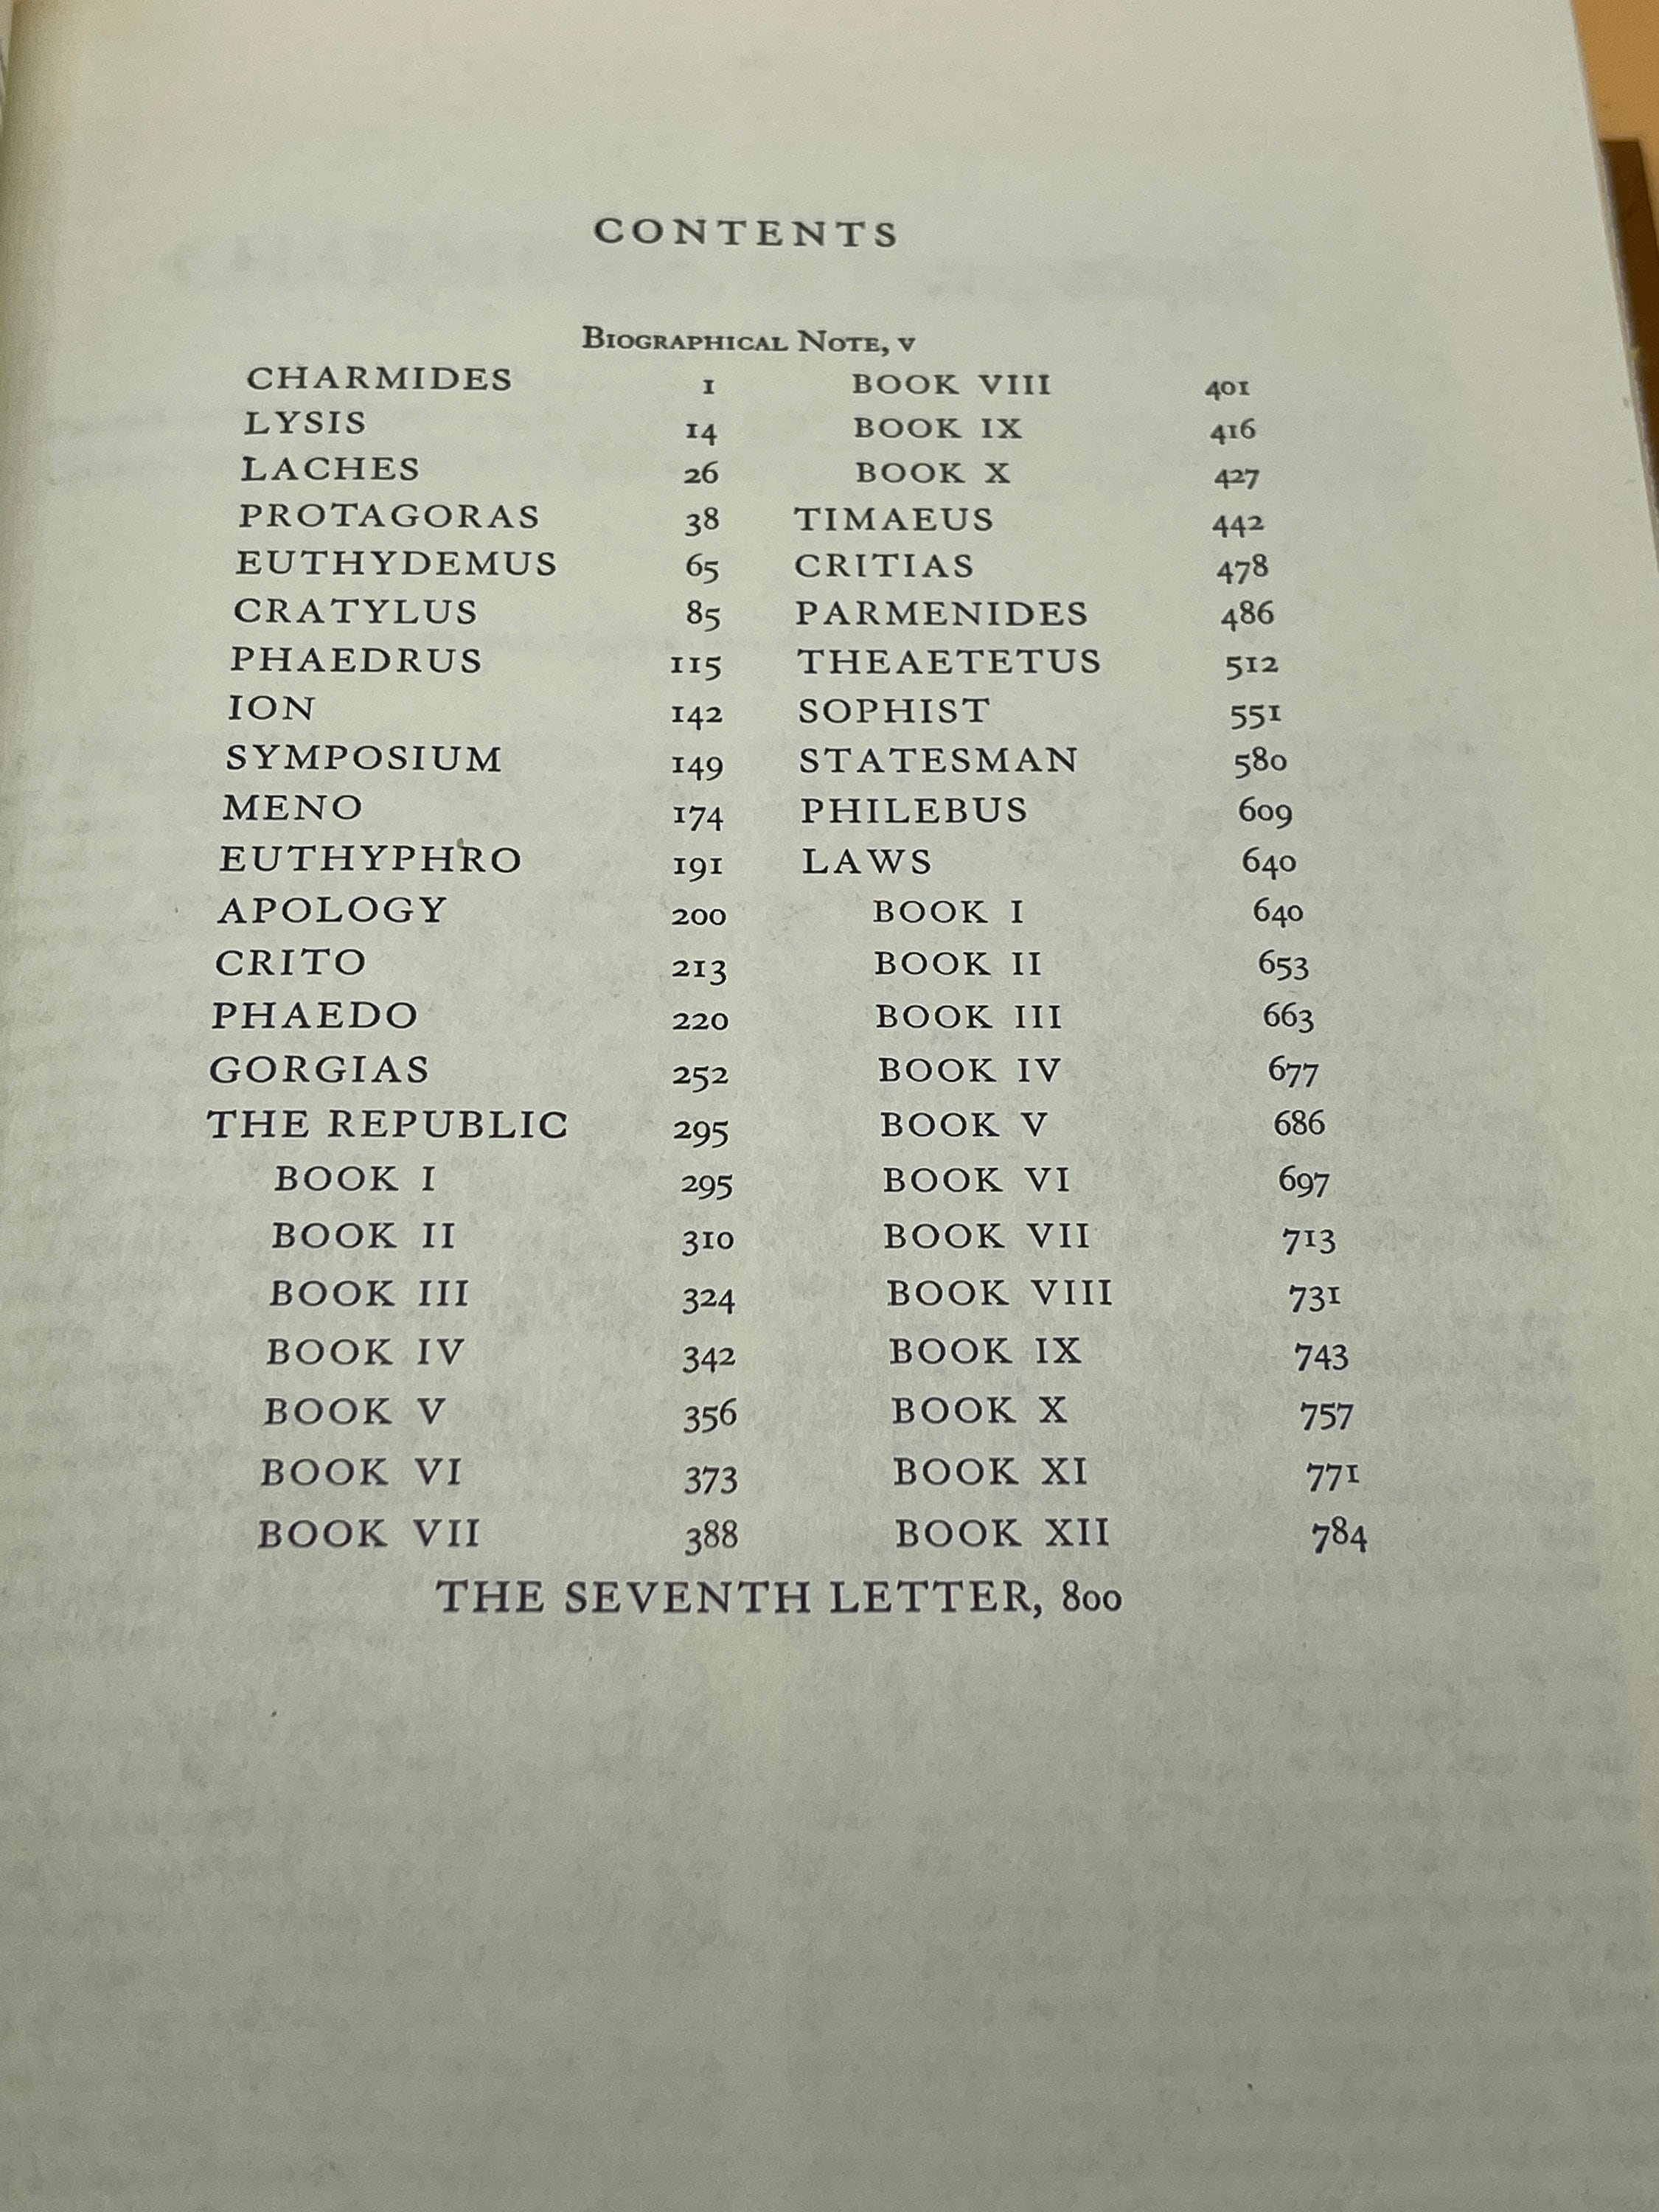 CONTENTS
Biographical Note, v
CHARMIDES 1
LYSIS 14
LACHES 26
PROTAGORAS 38
EUTHYDEMUS 65
CRATYLUS 85
PHAEDRUS 115
ION 142
SYMPOSIUM 149
MENO 174
EUTHYPHRO 191
APOLOGY 200
CRITO 213
PHAEDO 220
GORGIAS 252
THE REPUBLIC 295
BOOK I 295
BOOK II 310
BOOK III 324
BOOK IV 342
BOOK V 356
BOOK VI 373
BOOK VII 388
BOOK VIII 401
BOOK IX 416
BOOK X 427
TIMAEUS 442
CRITIAS 478
PARMENIDES 486
THEAETETUS 512
SOPHIST 551
STATESMAN 580
PHILEBUS 609
LAWS 640
BOOK I 640
BOOK II 653
BOOK III 663
BOOK IV 677
BOOK V 686
BOOK VI 697
BOOK VII 713
BOOK VIII 731
BOOK IX 743
BOOK X 757
BOOK XI 771
BOOK XII 784
THE SEVENTH LETTER, 800